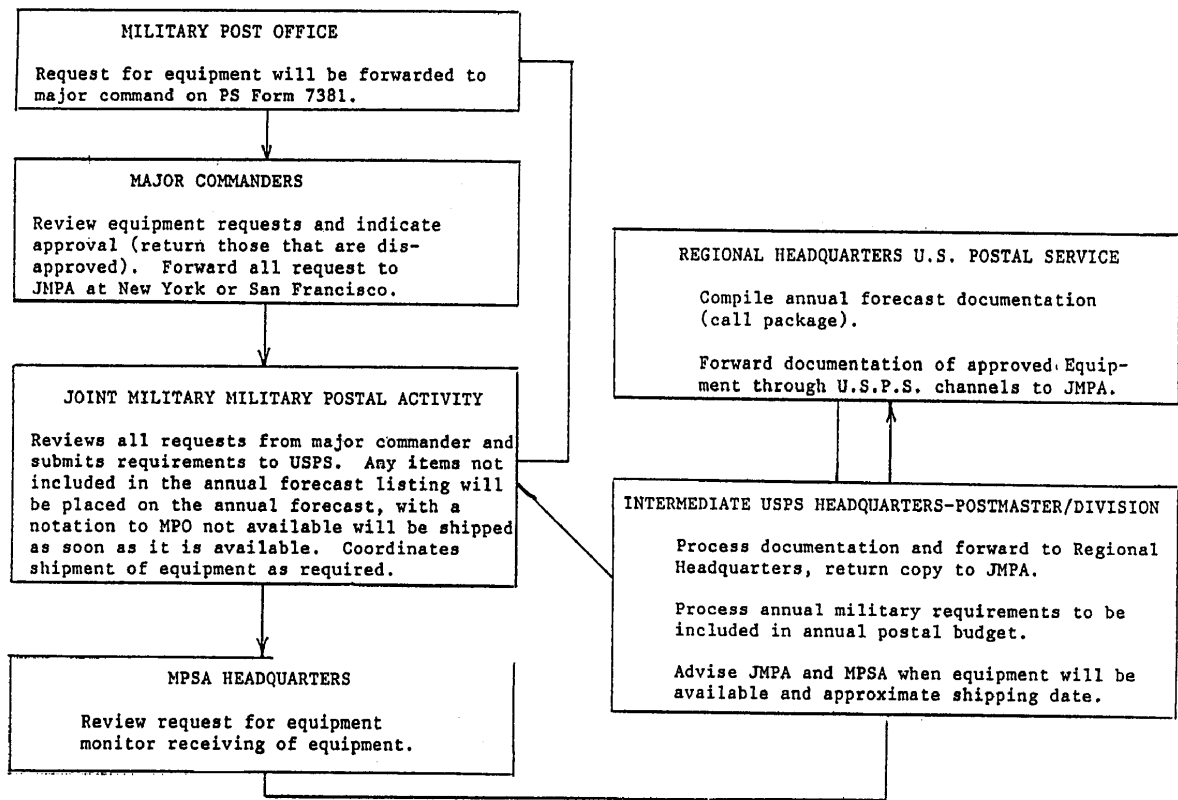 MILITARY POST OFFICE
Request for equipment will be forwarded to
major command on PS Form 7381.
MAJOR COMMANDERS
Review equipment requests and indicate
approval (return those that are dis-
approved). Forward all request to
JMPA at New York or San Francisco.
JOINT MILITARY MILITARY POSTAL ACTIVITY
Reviews all requests from major commander and
submits requirements to USPS. Any items not
included in the annual forecast listing will
be placed on the annual forecast, with a
notation to MPO not available will be shipped
as soon as it is available. Coordinates
shipment of equipment as required.
MPSA HEADQUARTERS
Review request for equipment
monitor receiving of equipment.
REGIONAL HEADQUARTERS U.S. POSTAL SERVICE
Compile annual forecast documentation
(call package).
Forward documentation of approved Equip-
ment through U.S.P.S. channels to JMPA.
INTERMEDIATE USPS HEADQUARTERS-POSTMASTER/DIVISION
Process documentation and forward to Regional
Headquarters, return copy to JMPA.
Process annual military requirements to be
included in annual postal budget.
Advise JMPA and MPSA when equipment will be
available and approximate shipping date.